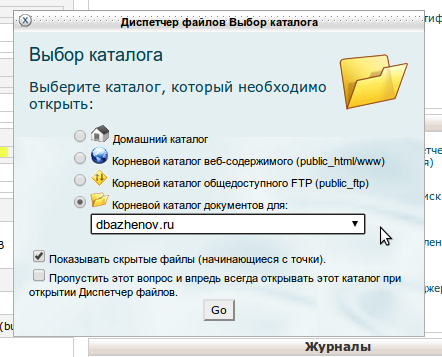 Диспетчер файлов Выбор каталога
Выбор каталога
Выберите каталог, который необходимо
открыть:
Домашний каталог
Корневой каталог веб-содержимого (public_html/www)
Корневой каталог общедоступного FTP (public_ftp)
Корневой каталог документов для:
dbazhenov.ru
Показывать скрытые файлы (начинающиеся с точки).
Пропустить этот вопрос и впредь всегда открывать этот каталог при
открытии Диспетчер файлов.
Go
Журналы